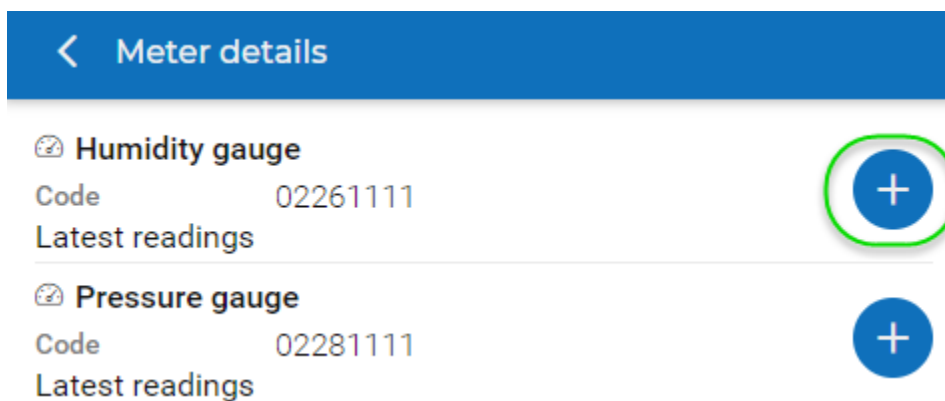 Meter details
Humidity gauge
Code 02261111
Latest readings
Pressure gauge
Code 02281111
Latest readings